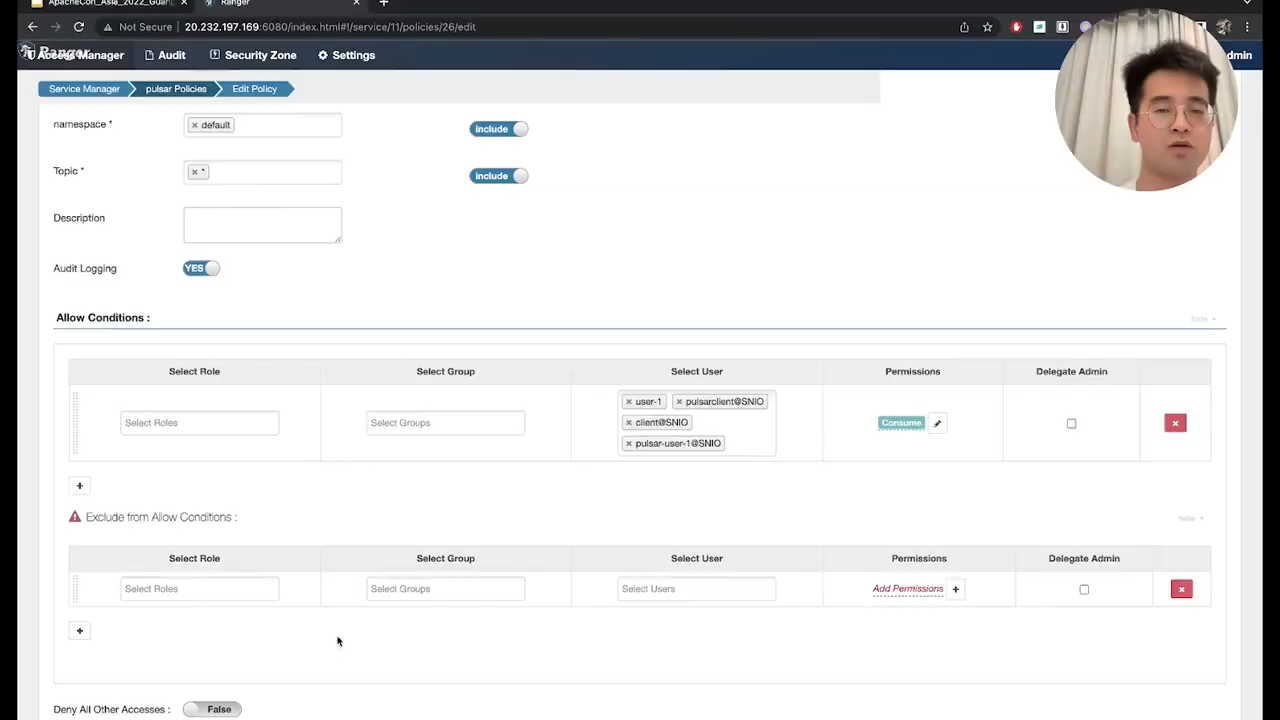 ApacheCon_Asia_2022_Guan
Ranger
Not Secure
20.232.197.169:6080/index.html#!/service/11/policies/26/edit
Ranger
Access Manager
Audit
Security Zone
Settings
Service Manager
pulsar Policies
Edit Policy
namespace *
× default
include
Topic *
× *
include
Description
Audit Logging
YES
Allow Conditions :
hide
Select Role
Select Group
Select User
Permissions
Delegate Admin
Select Roles
Select Groups
× user-1 × pulsarclient@SNIO
× client@SNIO
× pulsar-user-1@SNIO
Consume
+
Exclude from Allow Conditions :
hide
Select Role
Select Group
Select User
Permissions
Delegate Admin
Select Roles
Select Groups
Select Users
Add Permissions +
+
Deny All Other Accesses :
False